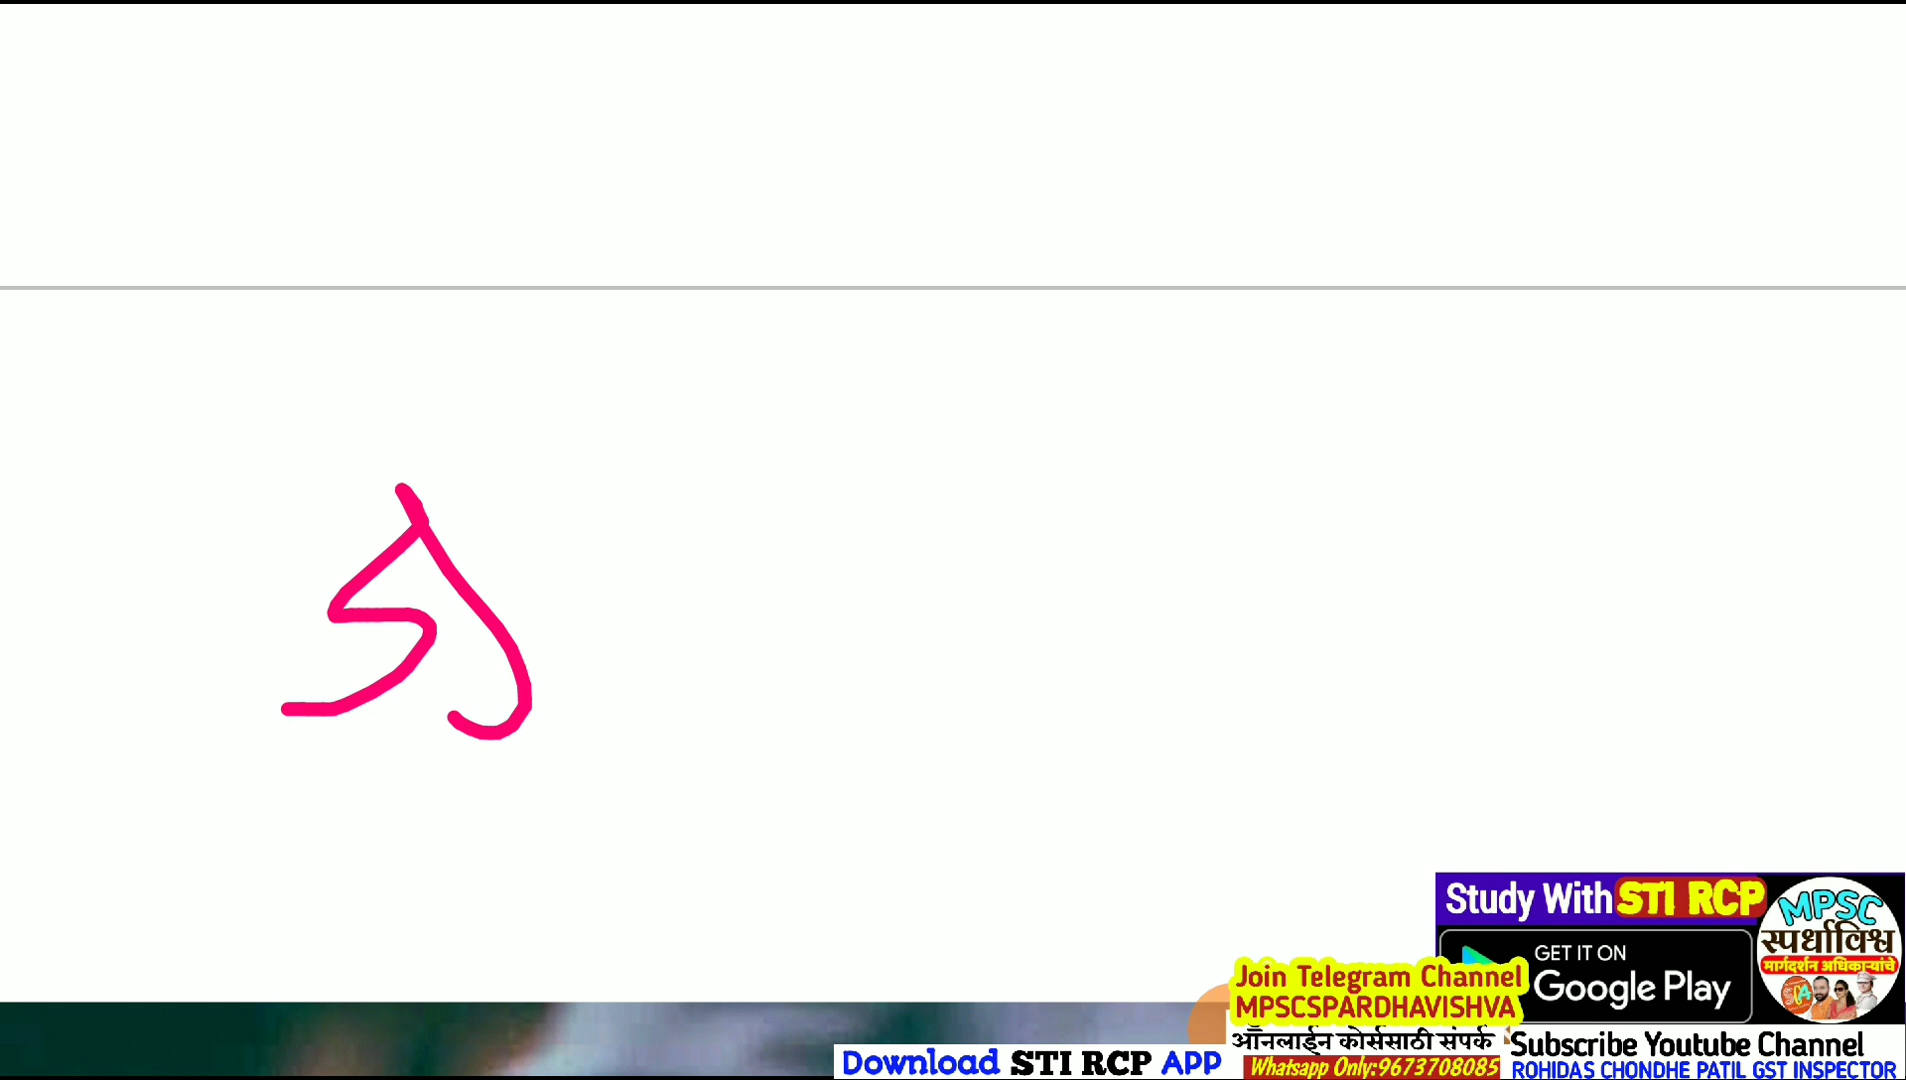 Study With STI RCP
MPSC
स्पर्धाविश्व
मार्गदर्शन अधिकाऱ्यांचे
GET IT ON
Google Play
Join Telegram Channel
MPSCSPARDHAVISHVA
ऑनलाईन कोर्ससाठी संपर्क
Whatsapp Only:9673708085
Download STI RCP APP
Subscribe Youtube Channel
ROHIDAS CHONDHE PATIL GST INSPECTOR